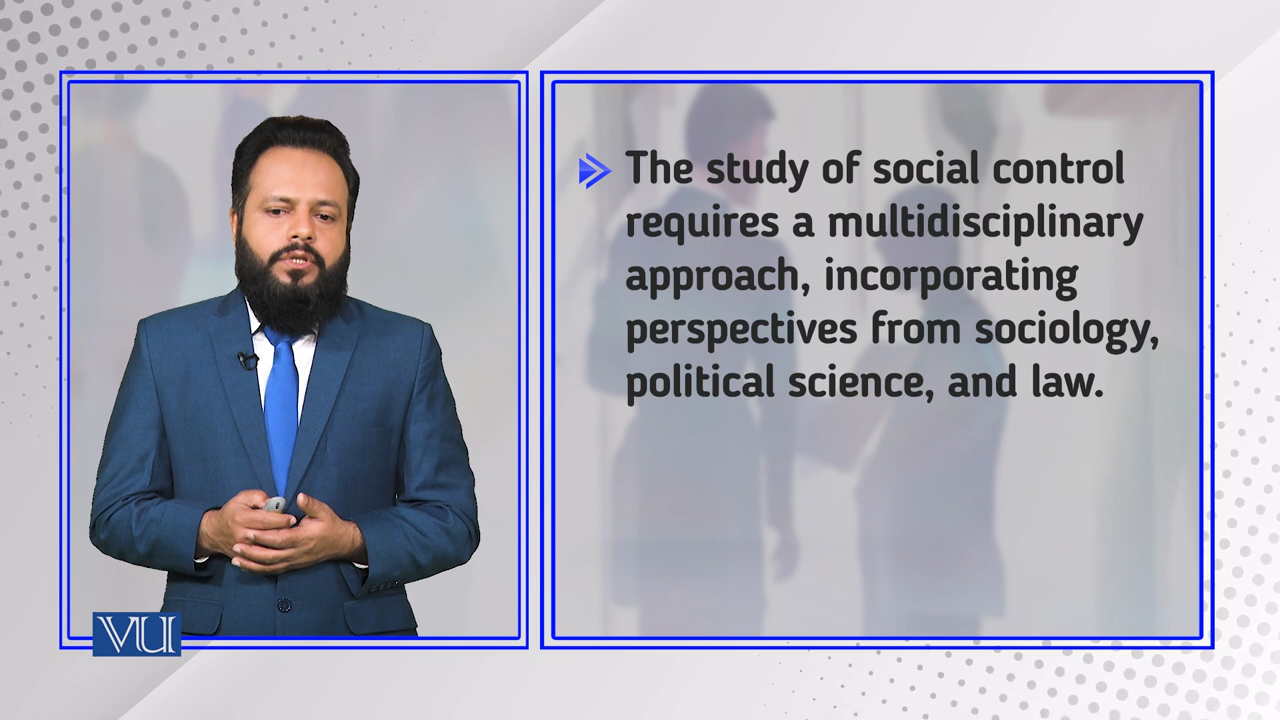 The study of social control
requires a multidisciplinary
approach, incorporating
perspectives from sociology,
political science, and law.
VU